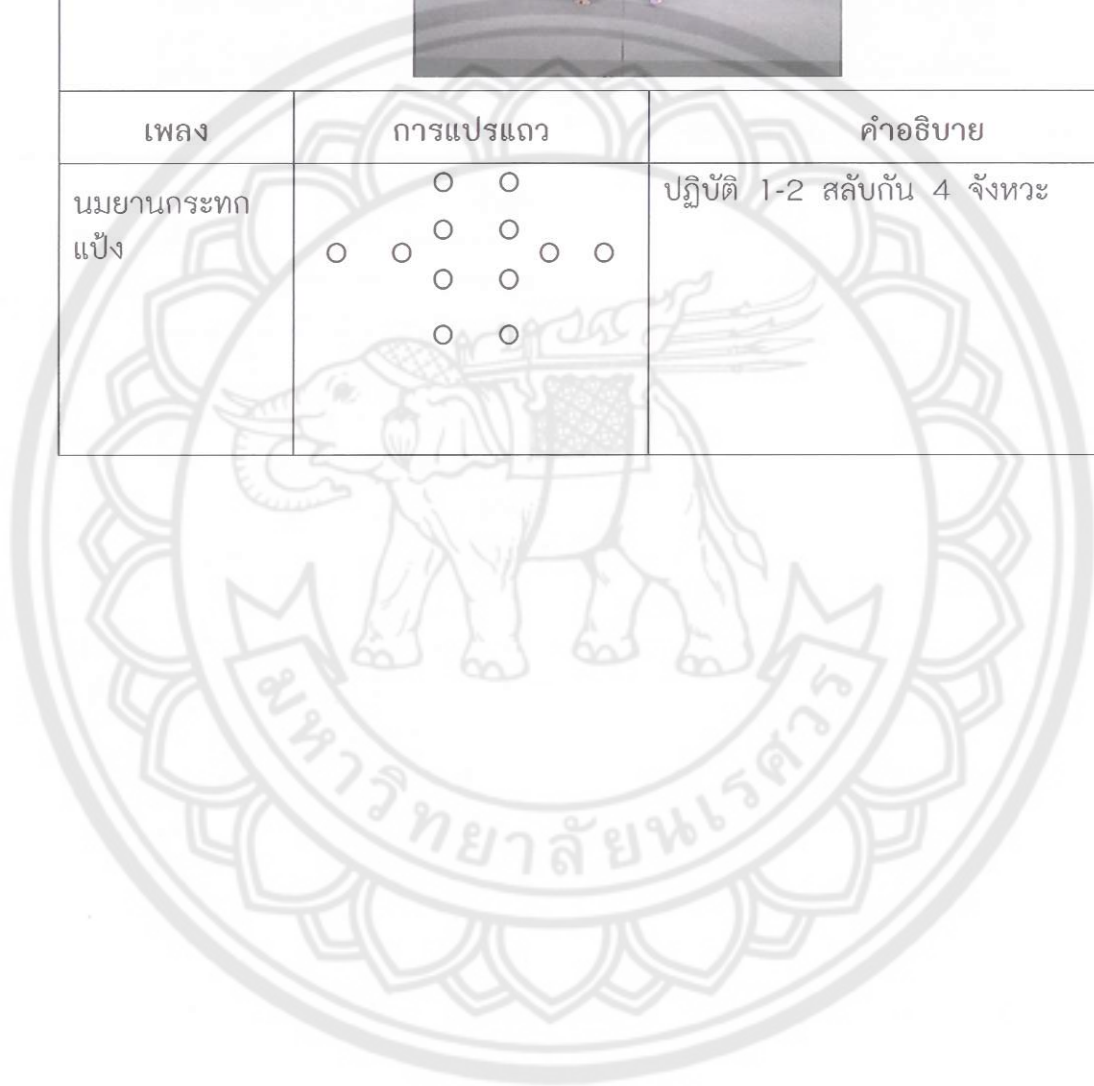 เพลง การแปรแถว คำอธิบาย
นมยานกระทก ปฏิบัติ 1-2 สลับกัน 4 จังหวะ
แป้ง
มหาวิทยาลัยนเรศวร